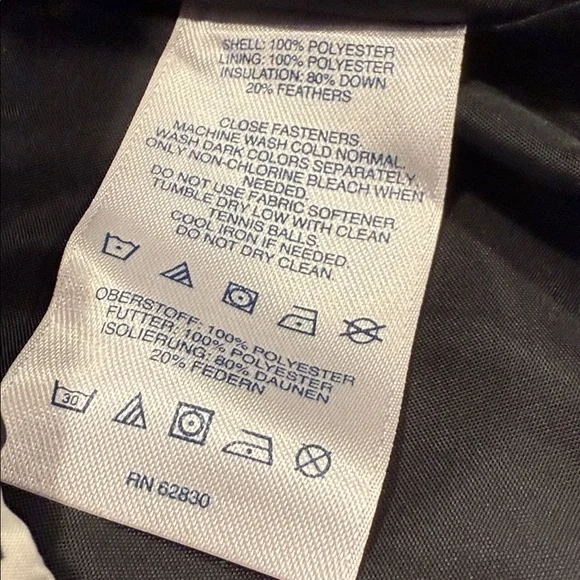 SHELL: 100% POLYESTER
LINING: 100% POLYESTER
INSULATION: 80% DOWN
20% FEATHERS
CLOSE FASTENERS.
MACHINE WASH COLD NORMAL.
WASH DARK COLORS SEPARATELY.
ONLY NON-CHLORINE BLEACH WHEN
NEEDED.
DO NOT USE FABRIC SOFTENER.
TUMBLE DRY LOW WITH CLEAN
TENNIS BALLS.
COOL IRON IF NEEDED.
DO NOT DRY CLEAN.
OBERSTOFF: 100% POLYESTER
FUTTER: 100% POLYESTER
ISOLIERUNG: 80% DAUNEN
20% FEDERN
30
RN 62830